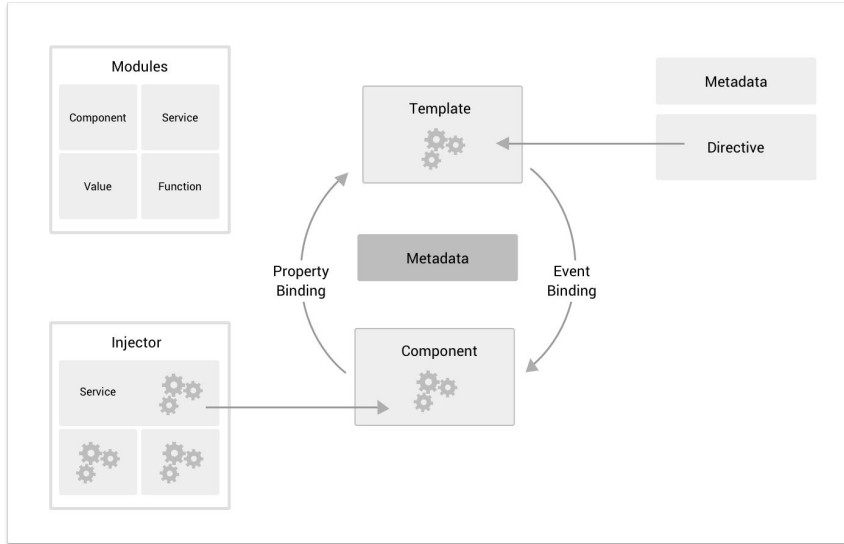 Modules
Component
Service
Value
Function
Template
Metadata
Directive
Metadata
Property
Binding
Event
Binding
Injector
Service
Component